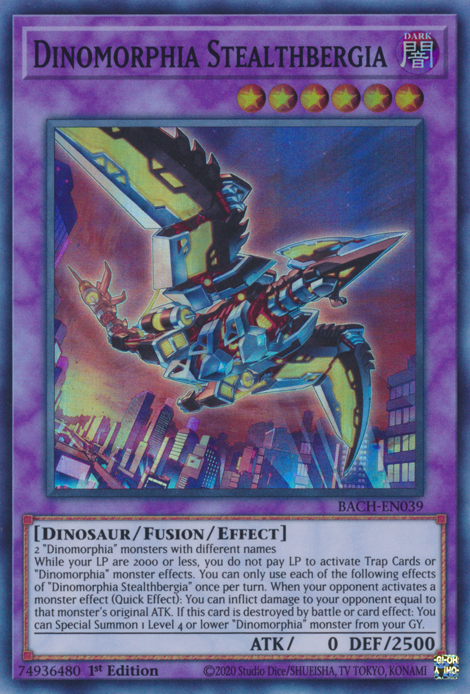 DINOMORPHIA STEALTHBERGIA
DARK
闇
BACH-EN039
[DINOSAUR/FUSION/EFFECT]
2 "Dinomorphia" monsters with different names
While your LP are 2000 or less, you do not pay LP to activate Trap Cards or
"Dinomorphia" monster effects. You can only use each of the following effects
of "Dinomorphia Stealthbergia" once per turn. When your opponent activates a
monster effect (Quick Effect): You can inflict damage to your opponent equal to
that monster's original ATK. If this card is destroyed by battle or card effect: You
can Special Summon 1 Level 4 or lower "Dinomorphia" monster from your GY.
ATK/ 0 DEF/2500
74936480 1st Edition ©2020 Studio Dice/SHUEISHA, TV TOKYO, KONAMI